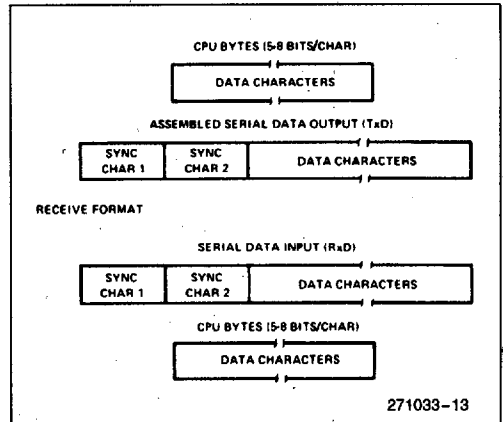 CPU BYTES (5-8 BITS/CHAR)
DATA CHARACTERS
ASSEMBLED SERIAL DATA OUTPUT (TxD)
SYNC CHAR 1
SYNC CHAR 2
DATA CHARACTERS
RECEIVE FORMAT
SERIAL DATA INPUT (RxD)
SYNC CHAR 1
SYNC CHAR 2
DATA CHARACTERS
CPU BYTES (5-8 BITS/CHAR)
DATA CHARACTERS
271033-13